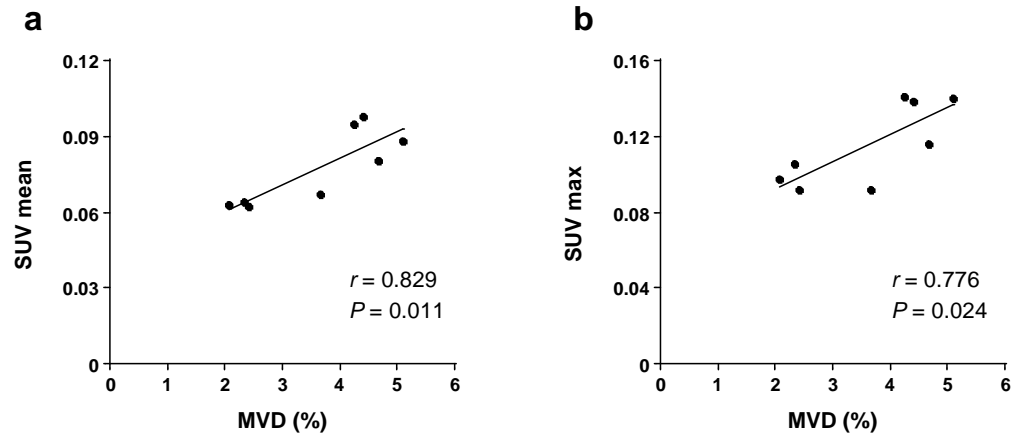 a
0.12
0.09
0.06
0.03
0
SUV mean
0 1 2 3 4 5 6
MVD (%)
r = 0.829
P = 0.011
b
0.16
0.12
0.08
0.04
0
SUV max
0 1 2 3 4 5 6
MVD (%)
r = 0.776
P = 0.024